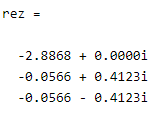 rez =
-2.8868 + 0.0000i
-0.0566 + 0.4123i
-0.0566 - 0.4123i